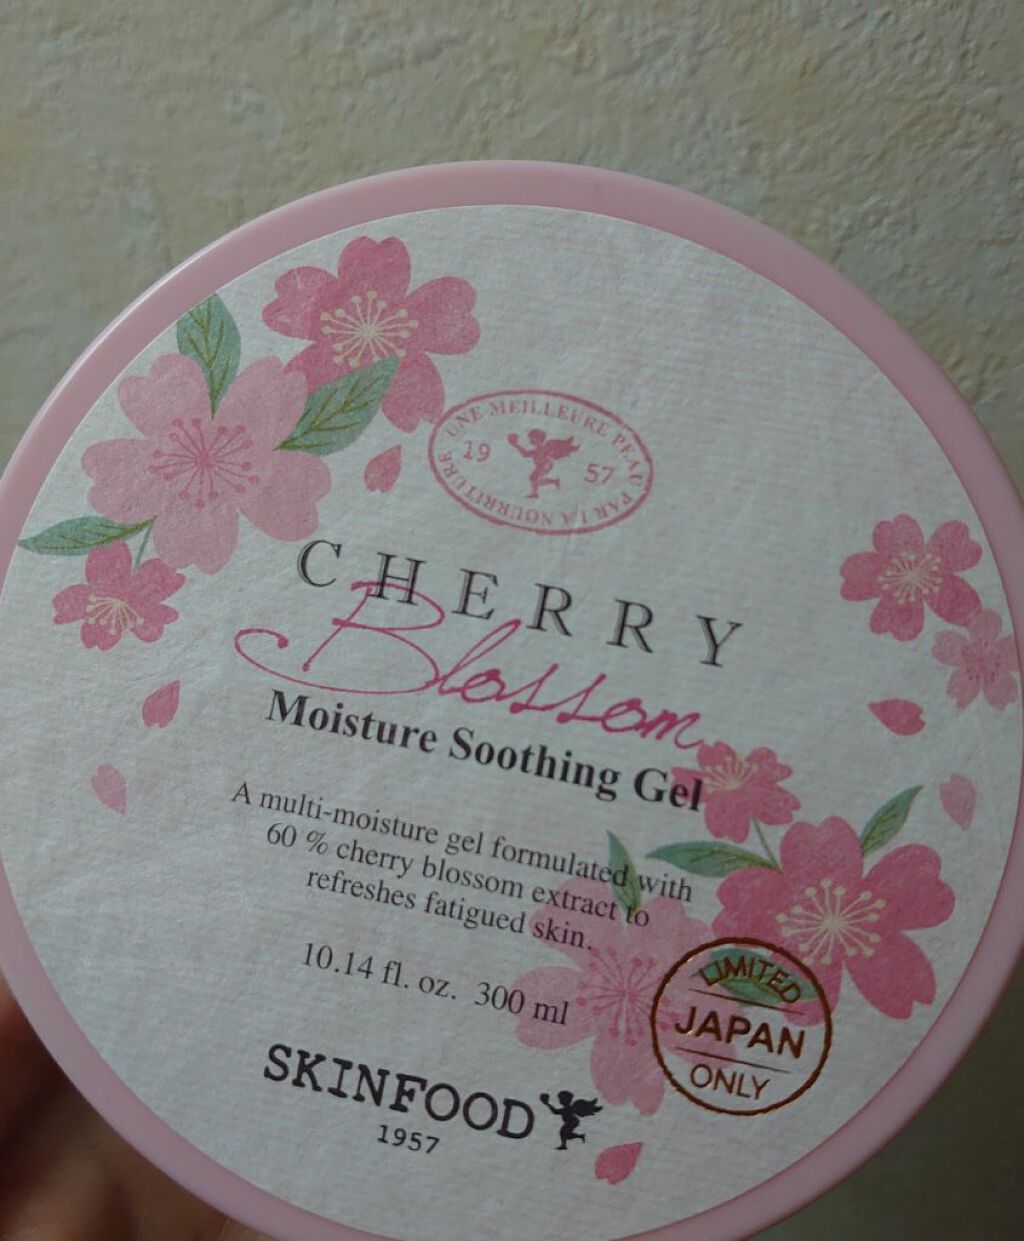 UNE MEILLEURE PEAU PAR LA NOURRITURE
19 57
CHERRY
Blossom
Moisture Soothing Gel
A multi-moisture gel formulated with
60 % cherry blossom extract to
refreshes fatigued skin.
10.14 fl. oz. 300 ml
LIMITED
JAPAN
ONLY
SKINFOOD
1957